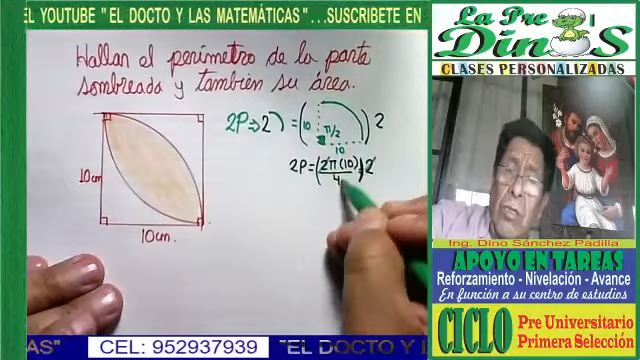 EL YOUTUBE "EL DOCTO Y LAS MATEMÁTICAS"...SUSCRIBETE EN
La Pre
DinoS
CLASES PERSONALIZADAS
Hallar el perímetro de la parte
sombreada y también su área.
2P⇒2 ) = ( ) 2
10
π/2
10
2P=(2π(10)/4)2
10cm
10cm.
Ing. Dino Sánchez Padilla
APOYO EN TAREAS
Reforzamiento - Nivelación - Avance
En función a su centro de estudios
CICLO Pre Universitario
Primera Selección
AS" CEL: 952937939 "EL DOCTO Y L